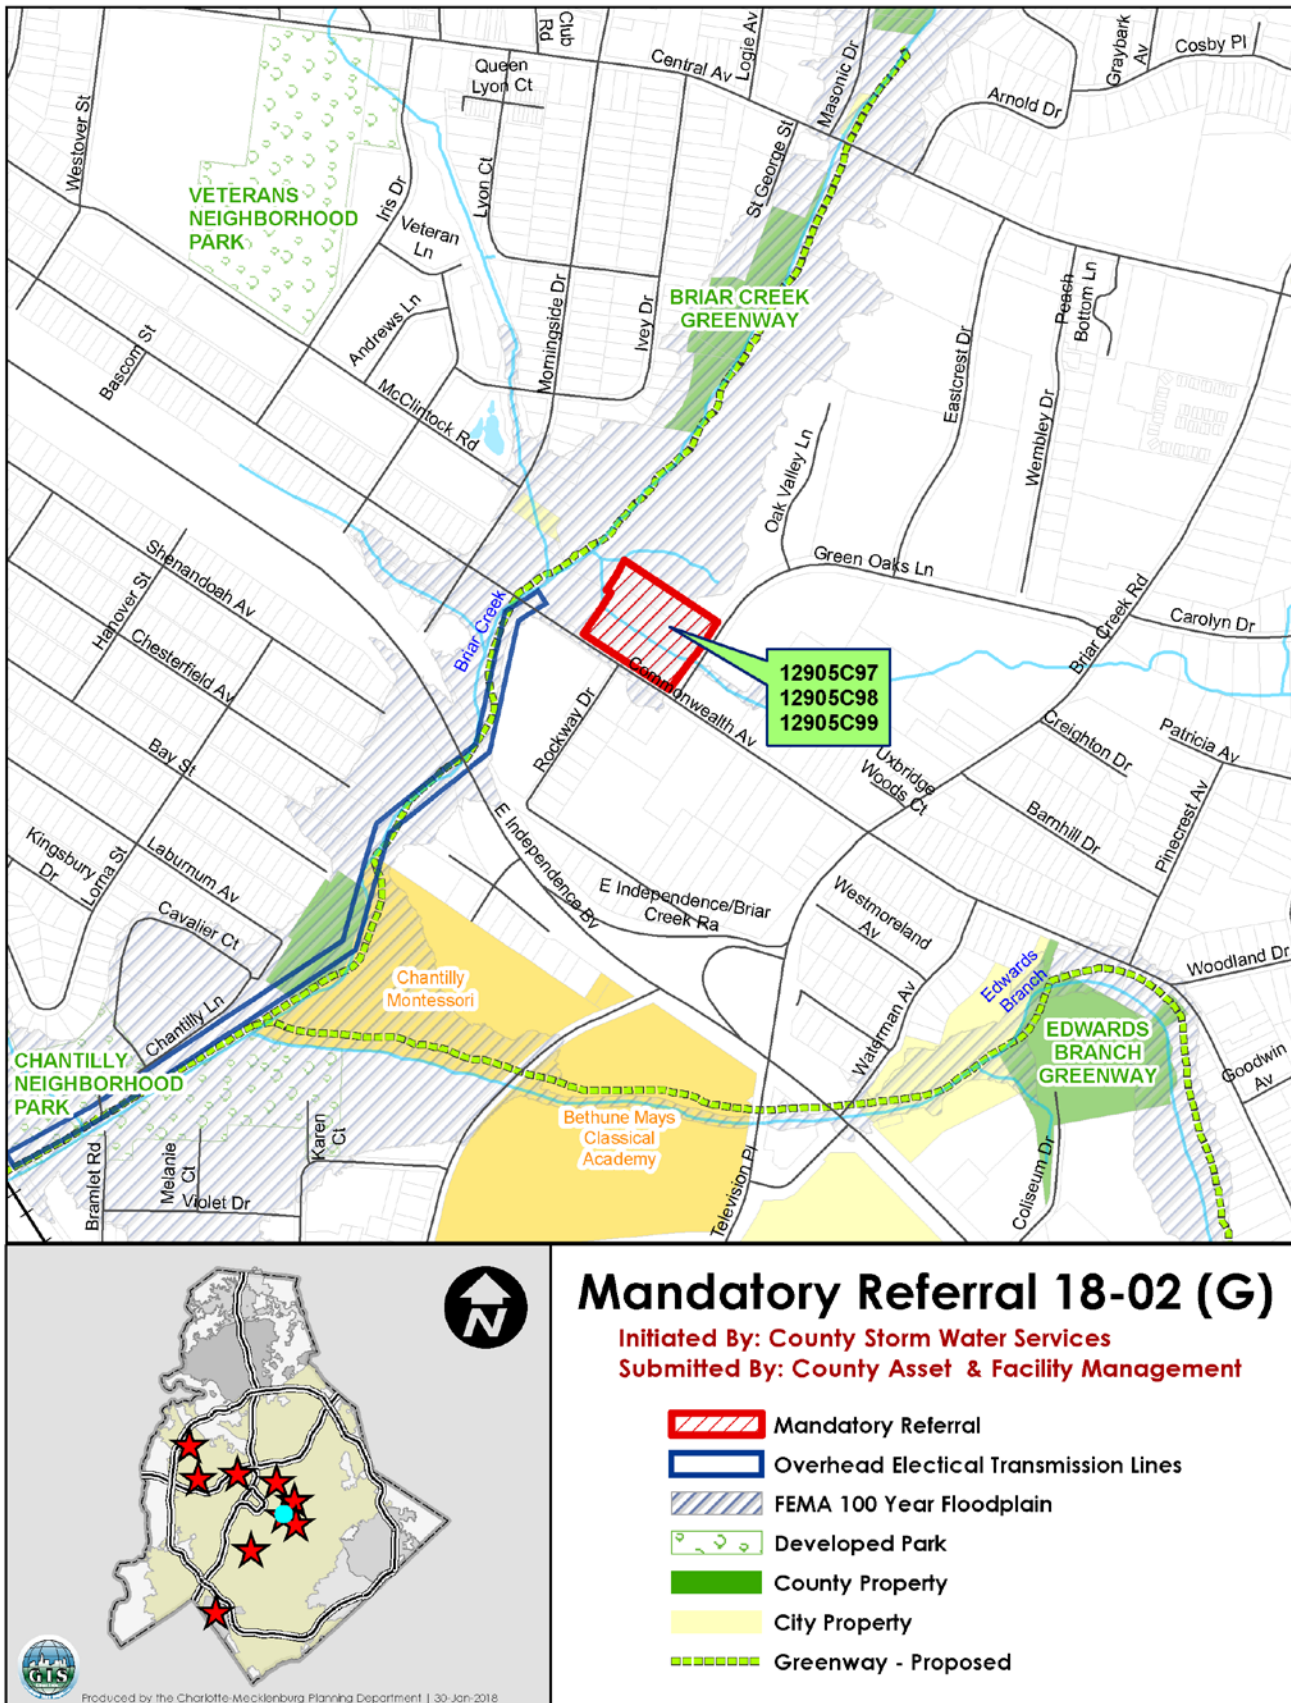 Club
Rd
Logie Av
Graybark
Av
Cosby Pl
Queen
Lyon Ct
Central Av
Masonic Dr
Arnold Dr
Westover St
VETERANS
NEIGHBORHOOD
PARK
Iris Dr
Lyon Ct
St George St
Veteran
Ln
Peach
Bottom Ln
BRIAR CREEK
GREENWAY
Andrews Ln
Morningside Dr
Ivey Dr
Eastcrest Dr
Bascom St
McClintock Rd
Wembley Dr
Oak Valley Ln
Green Oaks Ln
Shenandoah Av
Hanover St
Briar Creek
Briar Creek Rd
Carolyn Dr
Chesterfield Av
Commonwealth Av
12905C97
12905C98
12905C99
Rockway Dr
Creighton Dr
Patricia Av
Bay St
Uxbridge
Woods Ct
Barnhill Dr
Pinecrest Av
Kingsbury
Dr
Lorna St
Laburnum Av
E Independence Bv
E Independence/Briar
Creek Ra
Westmoreland
Av
Cavalier Ct
Woodland Dr
Chantilly
Montessori
Edwards
Branch
Chantilly Ln
Waterman Av
EDWARDS
BRANCH
GREENWAY
CHANTILLY
NEIGHBORHOOD
PARK
Goodwin
Av
Bethune Mays
Classical
Academy
Karen
Ct
Bramlet Rd
Melanie
Ct
Violet Dr
Television Pl
Coliseum Dr
N
Mandatory Referral 18-02 (G)
Initiated By: County Storm Water Services
Submitted By: County Asset & Facility Management
Mandatory Referral
Overhead Electical Transmission Lines
FEMA 100 Year Floodplain
Developed Park
County Property
City Property
Greenway - Proposed
GIS
Produced by the Charlotte-Mecklenburg Planning Department | 30-Jan-2018